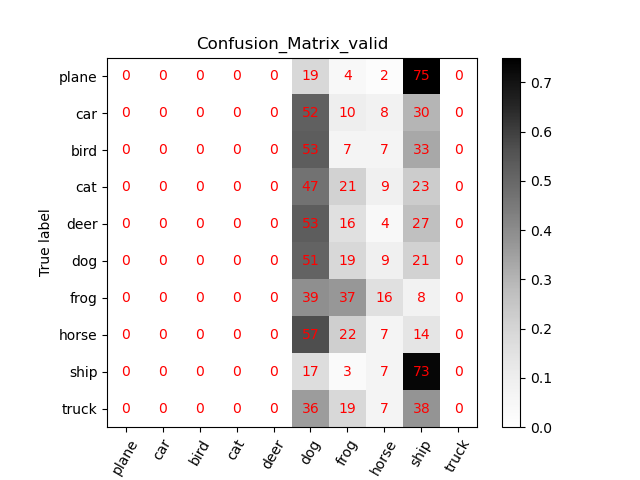 Confusion_Matrix_valid
plane 0 0 0 0 0 19 4 2 75 0
car 0 0 0 0 0 52 10 8 30 0
bird 0 0 0 0 0 53 7 7 33 0
cat 0 0 0 0 0 47 21 9 23 0
deer 0 0 0 0 0 53 16 4 27 0
dog 0 0 0 0 0 51 19 9 21 0
frog 0 0 0 0 0 39 37 16 8 0
horse 0 0 0 0 0 57 22 7 14 0
ship 0 0 0 0 0 17 3 7 73 0
truck 0 0 0 0 0 36 19 7 38 0
plane car bird cat deer dog frog horse ship truck
True label
0.7
0.6
0.5
0.4
0.3
0.2
0.1
0.0